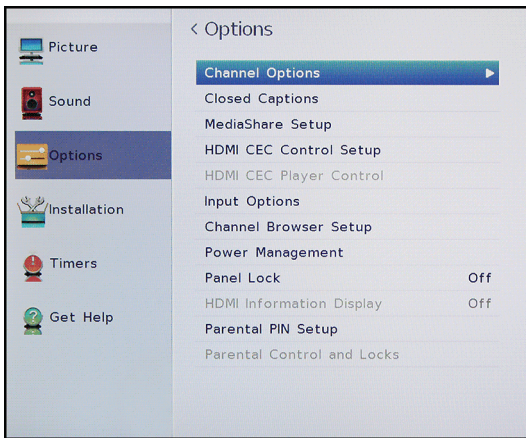 Picture
Sound
Options
Installation
Timers
Get Help
< Options
Channel Options
Closed Captions
MediaShare Setup
HDMI CEC Control Setup
HDMI CEC Player Control
Input Options
Channel Browser Setup
Power Management
Panel Lock Off
HDMI Information Display Off
Parental PIN Setup
Parental Control and Locks